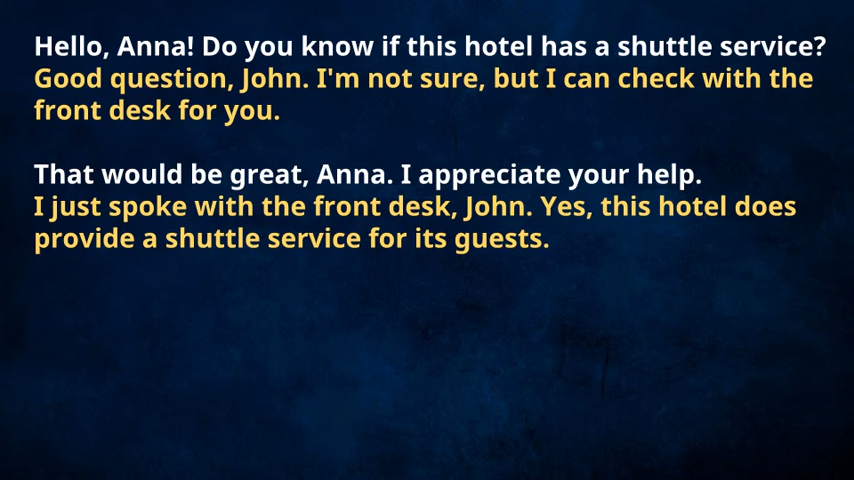 Hello, Anna! Do you know if this hotel has a shuttle service?
Good question, John. I'm not sure, but I can check with the
front desk for you.
That would be great, Anna. I appreciate your help.
I just spoke with the front desk, John. Yes, this hotel does
provide a shuttle service for its guests.